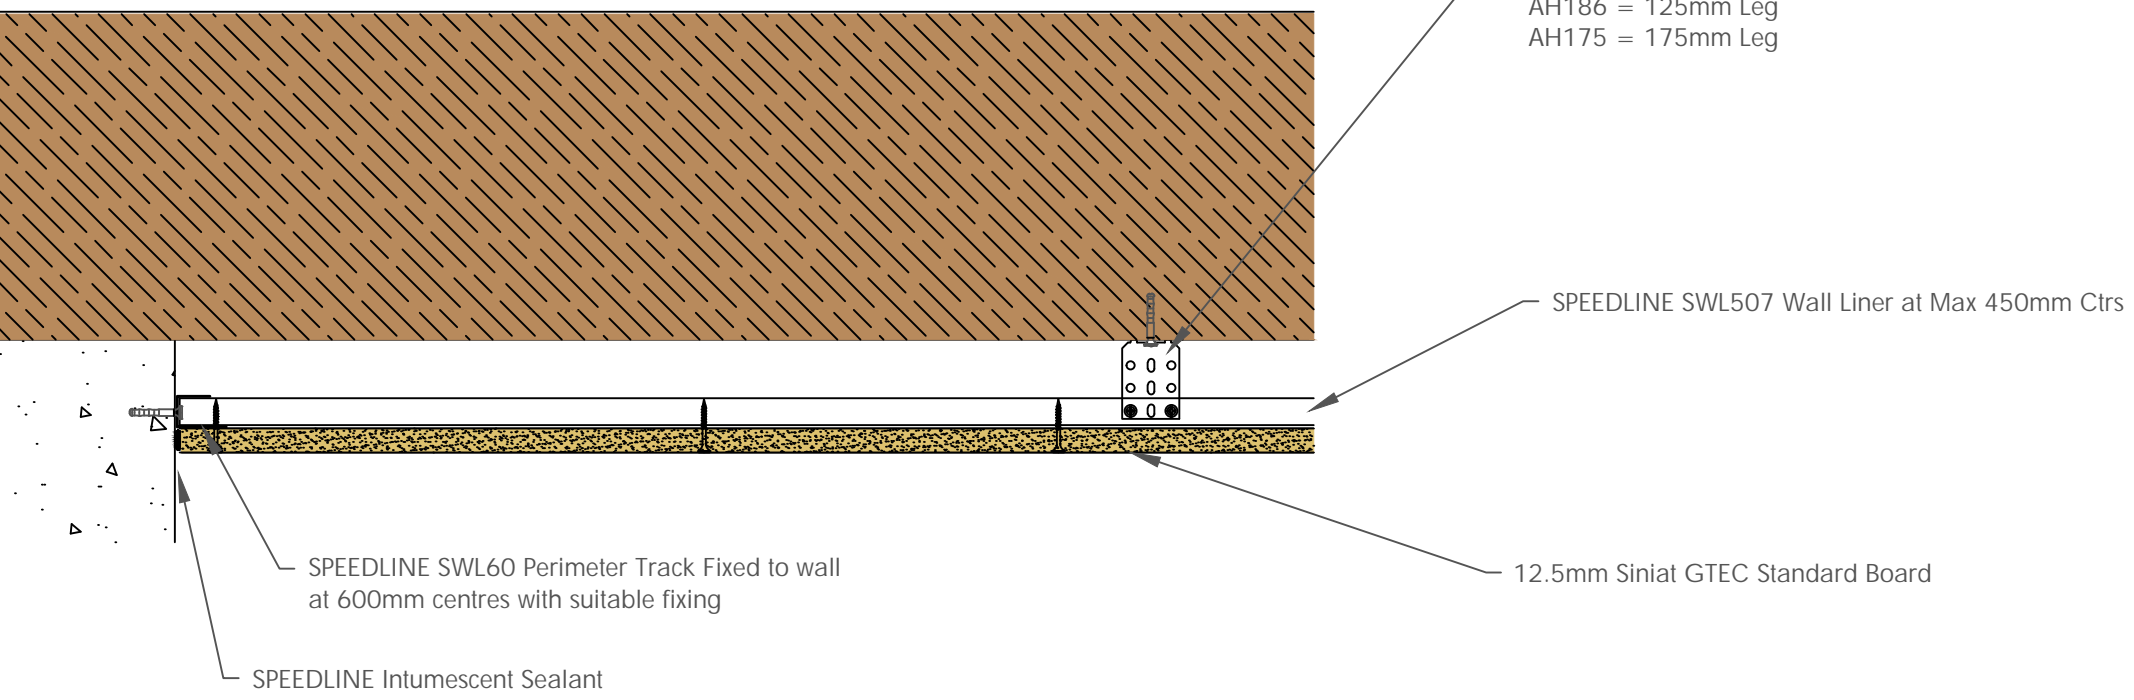 AH186 = 125mm Leg
AH175 = 175mm Leg
SPEEDLINE SWL507 Wall Liner at Max 450mm Ctrs
12.5mm Siniat GTEC Standard Board
SPEEDLINE SWL60 Perimeter Track Fixed to wall
at 600mm centres with suitable fixing
SPEEDLINE Intumescent Sealant